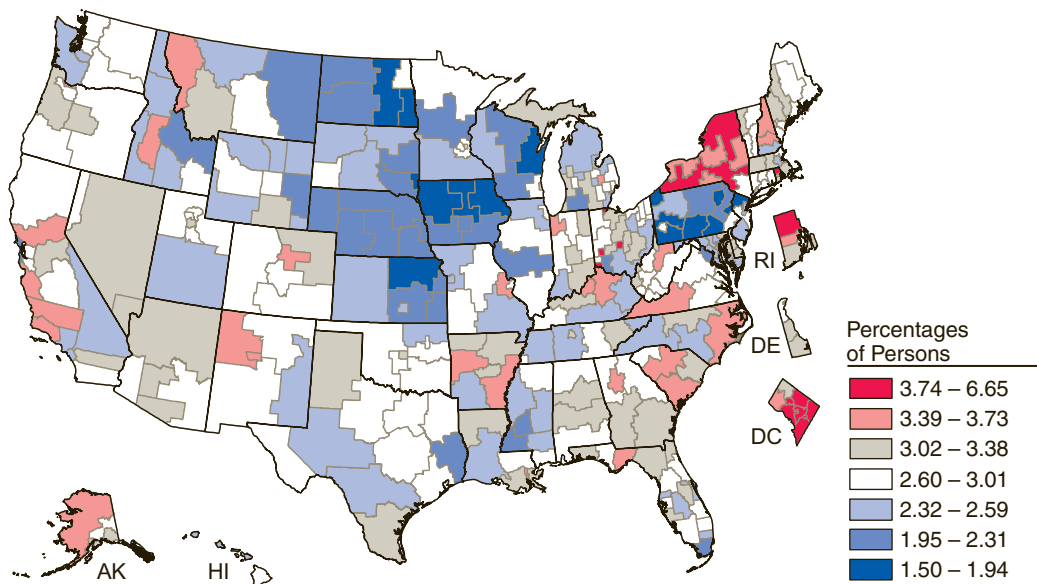 RI
DE
DC
AK
HI
Percentages
of Persons
3.74 – 6.65
3.39 – 3.73
3.02 – 3.38
2.60 – 3.01
2.32 – 2.59
1.95 – 2.31
1.50 – 1.94